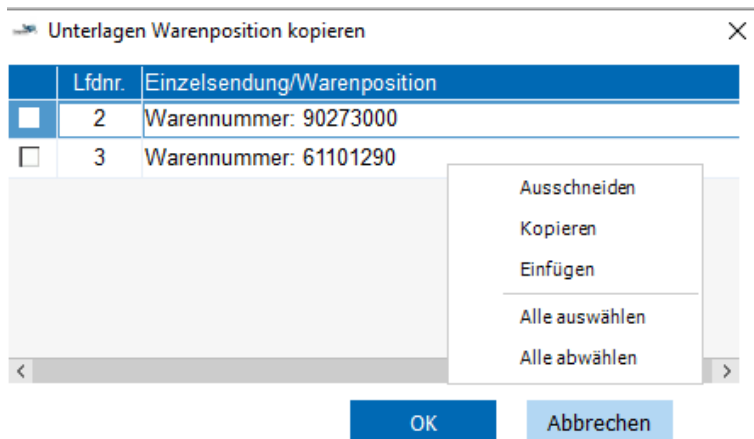 Unterlagen Warenposition kopieren
Lfdnr. Einzelsendung/Warenposition
2 Warennummer: 90273000
3 Warennummer: 61101290
Ausschneiden
Kopieren
Einfügen
Alle auswählen
Alle abwählen
OK Abbrechen